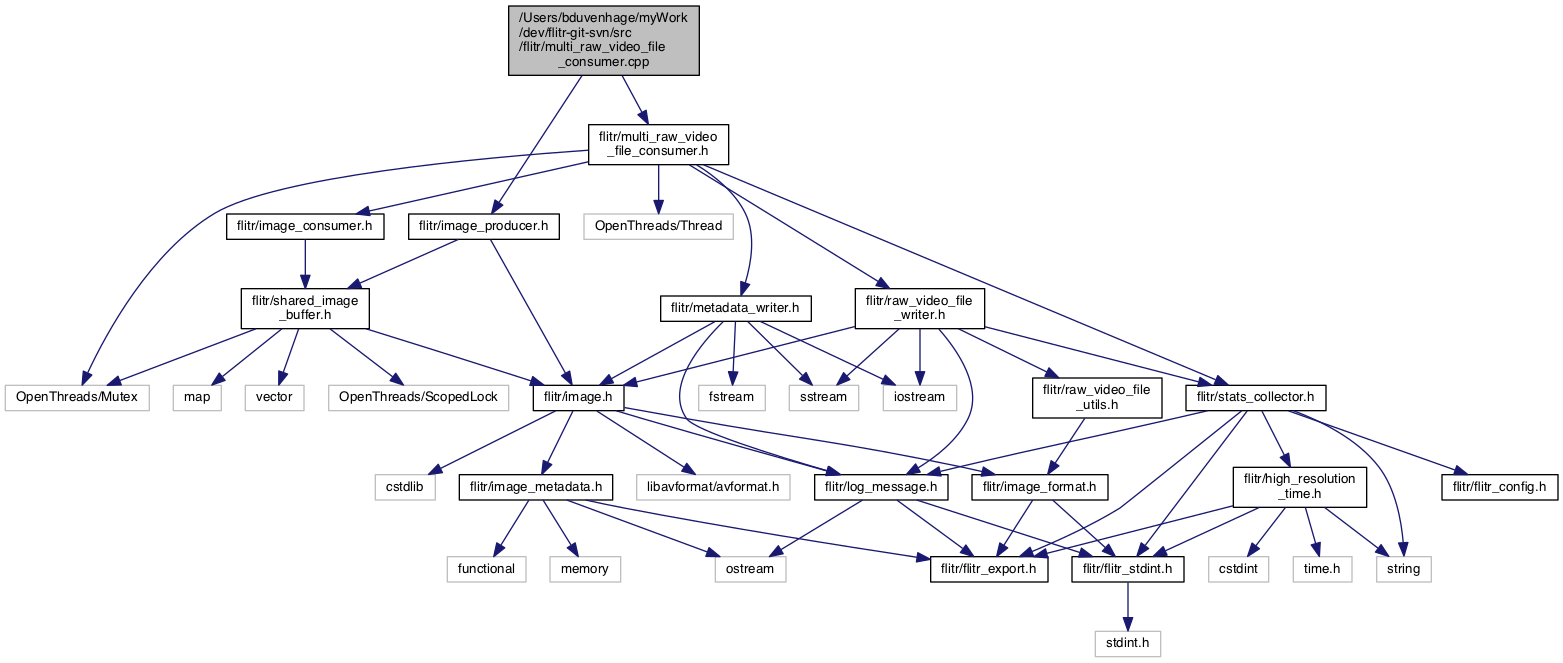 /Users/bduvenhage/myWork
/dev/flitr-git-svn/src
/flitr/multi_raw_video_file
_consumer.cpp
flitr/multi_raw_video
_file_consumer.h
flitr/image_consumer.h
flitr/image_producer.h
OpenThreads/Thread
flitr/shared_image
_buffer.h
flitr/metadata_writer.h
flitr/raw_video_file
_writer.h
OpenThreads/Mutex
map
vector
OpenThreads/ScopedLock
flitr/image.h
fstream
sstream
iostream
flitr/raw_video_file
_utils.h
flitr/stats_collector.h
cstdlib
flitr/image_metadata.h
libavformat/avformat.h
flitr/log_message.h
flitr/image_format.h
flitr/high_resolution
_time.h
flitr/flitr_config.h
functional
memory
ostream
flitr/flitr_export.h
flitr/flitr_stdint.h
cstdint
time.h
string
stdint.h